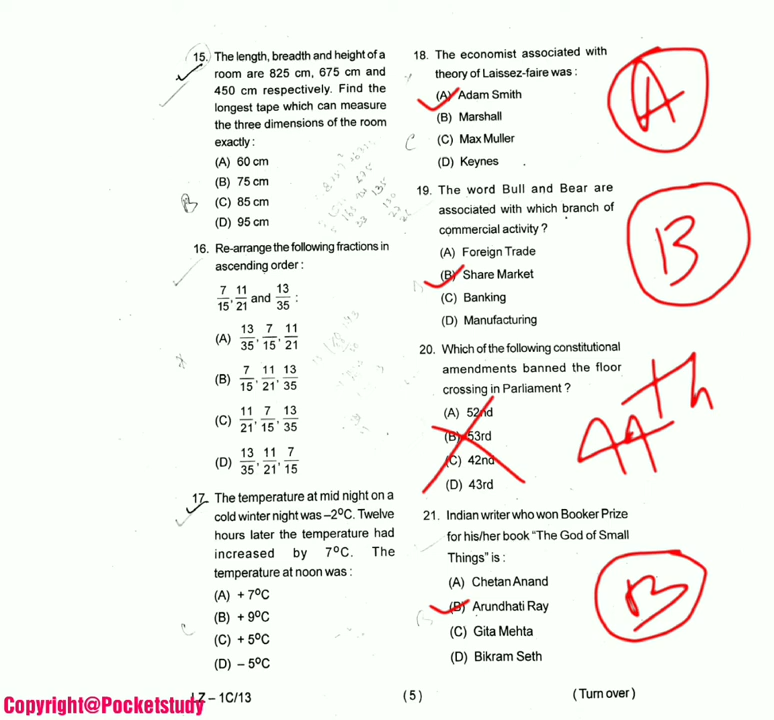 15. The length, breadth and height of a
room are 825 cm, 675 cm and
450 cm respectively. Find the
longest tape which can measure
the three dimensions of the room
exactly :
(A) 60 cm
(B) 75 cm
B (C) 85 cm
(D) 95 cm
16. Re-arrange the following fractions in
ascending order :
7/15, 11/21 and 13/35 :
(A) 13/35, 7/15, 11/21
(B) 7/15, 11/21, 13/35
(C) 11/21, 7/15, 13/35
(D) 13/35, 11/21, 7/15
17. The temperature at mid night on a
cold winter night was –2°C. Twelve
hours later the temperature had
increased by 7°C. The
temperature at noon was :
(A) + 7°C
(B) + 9°C
(C) + 5°C
(D) – 5°C
18. The economist associated with
theory of Laissez-faire was :
(A) Adam Smith
(B) Marshall
(C) Max Muller
(D) Keynes
A
19. The word Bull and Bear are
associated with which branch of
commercial activity ?
(A) Foreign Trade
(B) Share Market
(C) Banking
(D) Manufacturing
B
20. Which of the following constitutional
amendments banned the floor
crossing in Parliament ?
(A) 52nd
(B) 53rd
(C) 42nd
(D) 43rd
44th
21. Indian writer who won Booker Prize
for his/her book "The God of Small
Things" is :
(A) Chetan Anand
(B) Arundhati Ray
(C) Gita Mehta
(D) Bikram Seth
B
LZ – 1C/13
(5)
(Turn over)
Copyright@Pocketstudy